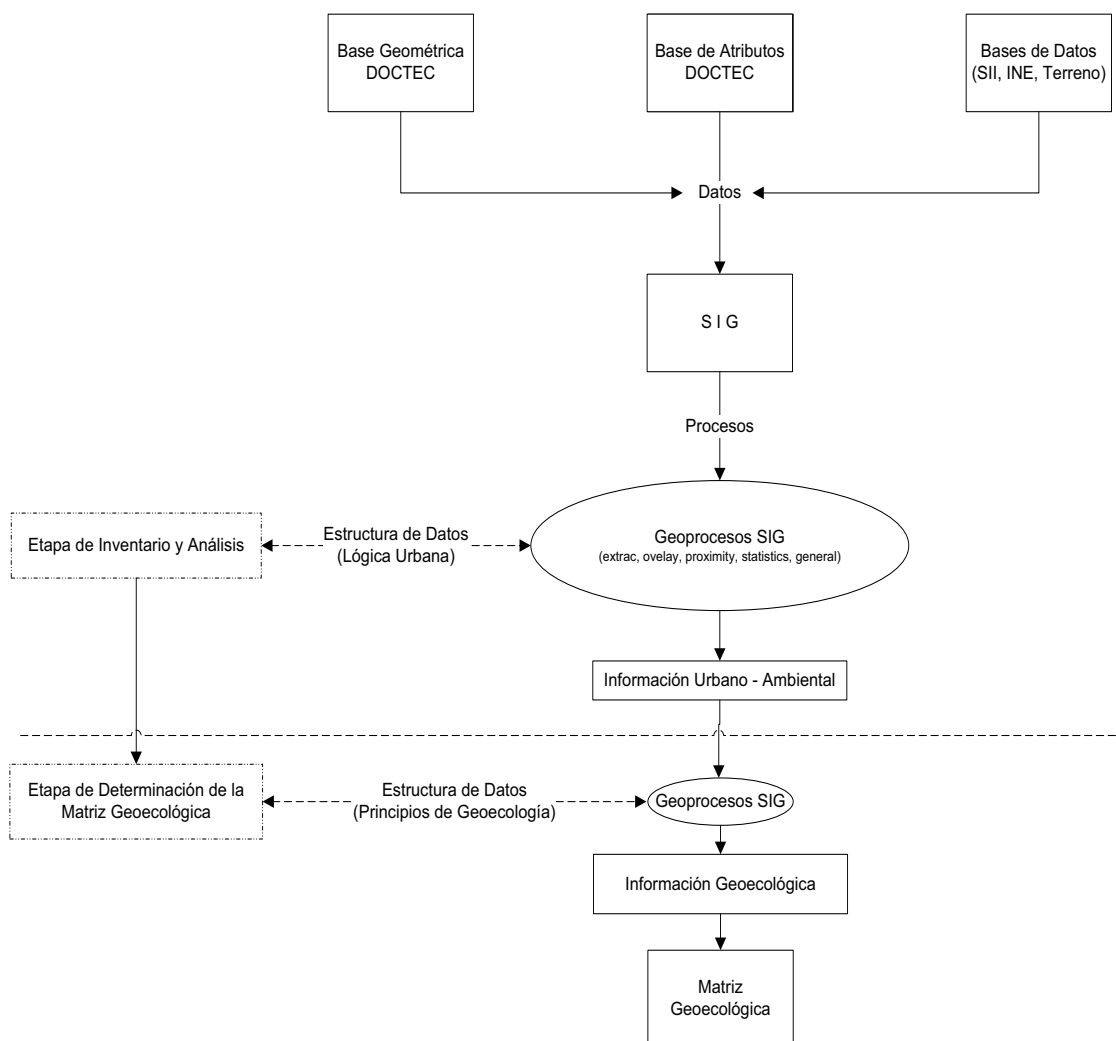 Base Geométrica
DOCTEC
Base de Atributos
DOCTEC
Bases de Datos
(SII, INE, Terreno)
Datos
S I G
Procesos
Etapa de Inventario y Análisis
Estructura de Datos
(Lógica Urbana)
Geoprocesos SIG
(extrac, ovelay, proximity, statistics, general)
Información Urbano - Ambiental
Etapa de Determinación de la
Matriz Geoecológica
Estructura de Datos
(Principios de Geoecología)
Geoprocesos SIG
Información Geoecológica
Matriz
Geoecológica